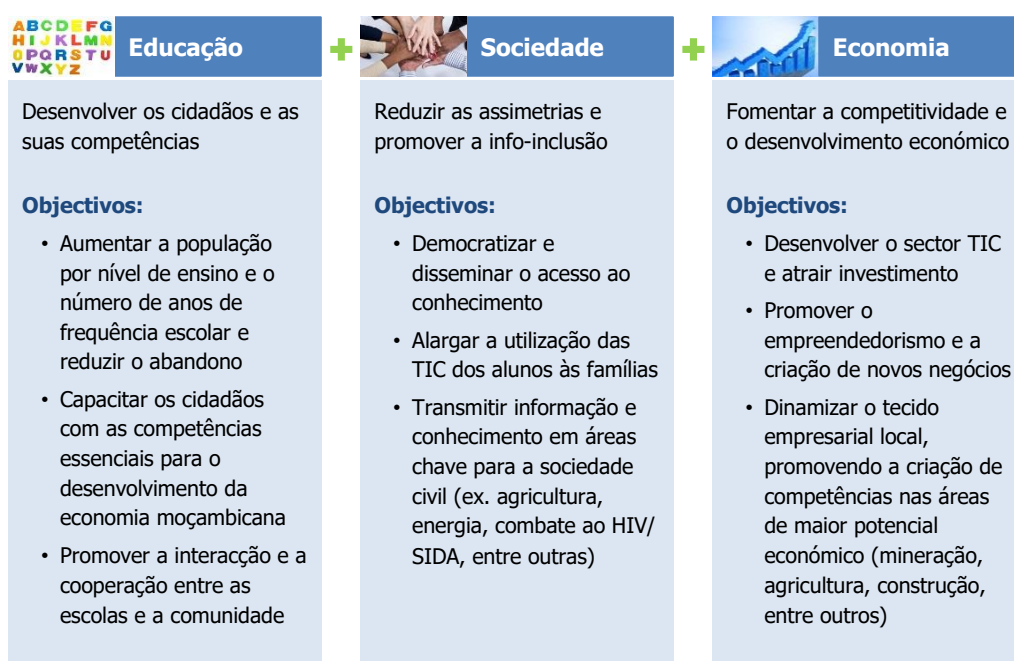 ABCDEFG
HIJKLMN
OPQRSTU
VWXYZ
Educação
Desenvolver os cidadãos e as
suas competências
Objectivos:
• Aumentar a população
por nível de ensino e o
número de anos de
frequência escolar e
reduzir o abandono
• Capacitar os cidadãos
com as competências
essenciais para o
desenvolvimento da
economia moçambicana
• Promover a interacção e a
cooperação entre as
escolas e a comunidade
+
Sociedade
Reduzir as assimetrias e
promover a info-inclusão
Objectivos:
• Democratizar e
disseminar o acesso ao
conhecimento
• Alargar a utilização das
TIC dos alunos às famílias
• Transmitir informação e
conhecimento em áreas
chave para a sociedade
civil (ex. agricultura,
energia, combate ao HIV/
SIDA, entre outras)
+
Economia
Fomentar a competitividade e
o desenvolvimento económico
Objectivos:
• Desenvolver o sector TIC
e atrair investimento
• Promover o
empreendedorismo e a
criação de novos negócios
• Dinamizar o tecido
empresarial local,
promovendo a criação de
competências nas áreas
de maior potencial
económico (mineração,
agricultura, construção,
entre outros)